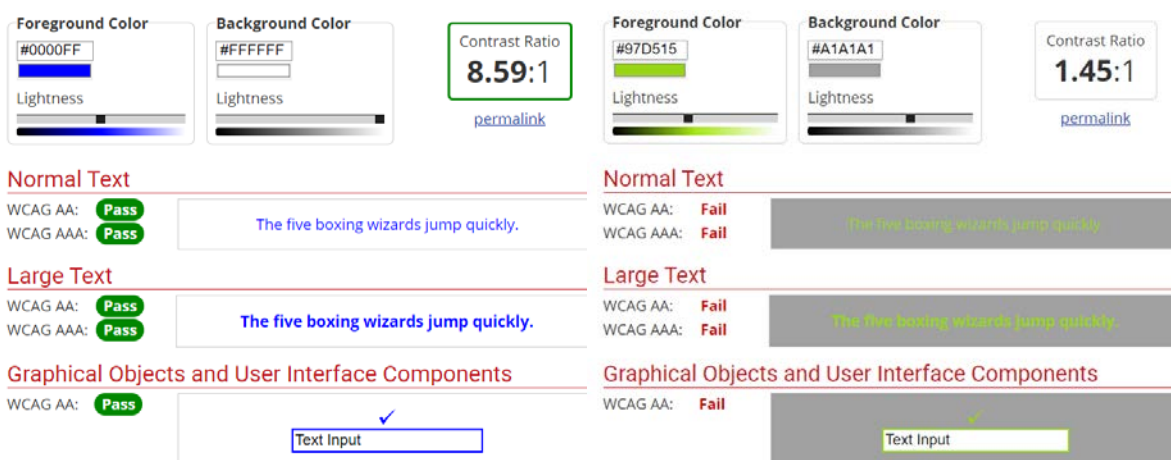 Foreground Color
#0000FF
Lightness
Background Color
#FFFFFF
Lightness
Contrast Ratio
8.59:1
permalink
Normal Text
WCAG AA: Pass
WCAG AAA: Pass
The five boxing wizards jump quickly.
Large Text
WCAG AA: Pass
WCAG AAA: Pass
The five boxing wizards jump quickly.
Graphical Objects and User Interface Components
WCAG AA: Pass
Text Input
Foreground Color
#97D515
Lightness
Background Color
#A1A1A1
Lightness
Contrast Ratio
1.45:1
permalink
Normal Text
WCAG AA: Fail
WCAG AAA: Fail
The five boxing wizards jump quickly.
Large Text
WCAG AA: Fail
WCAG AAA: Fail
The five boxing wizards jump quickly.
Graphical Objects and User Interface Components
WCAG AA: Fail
Text Input